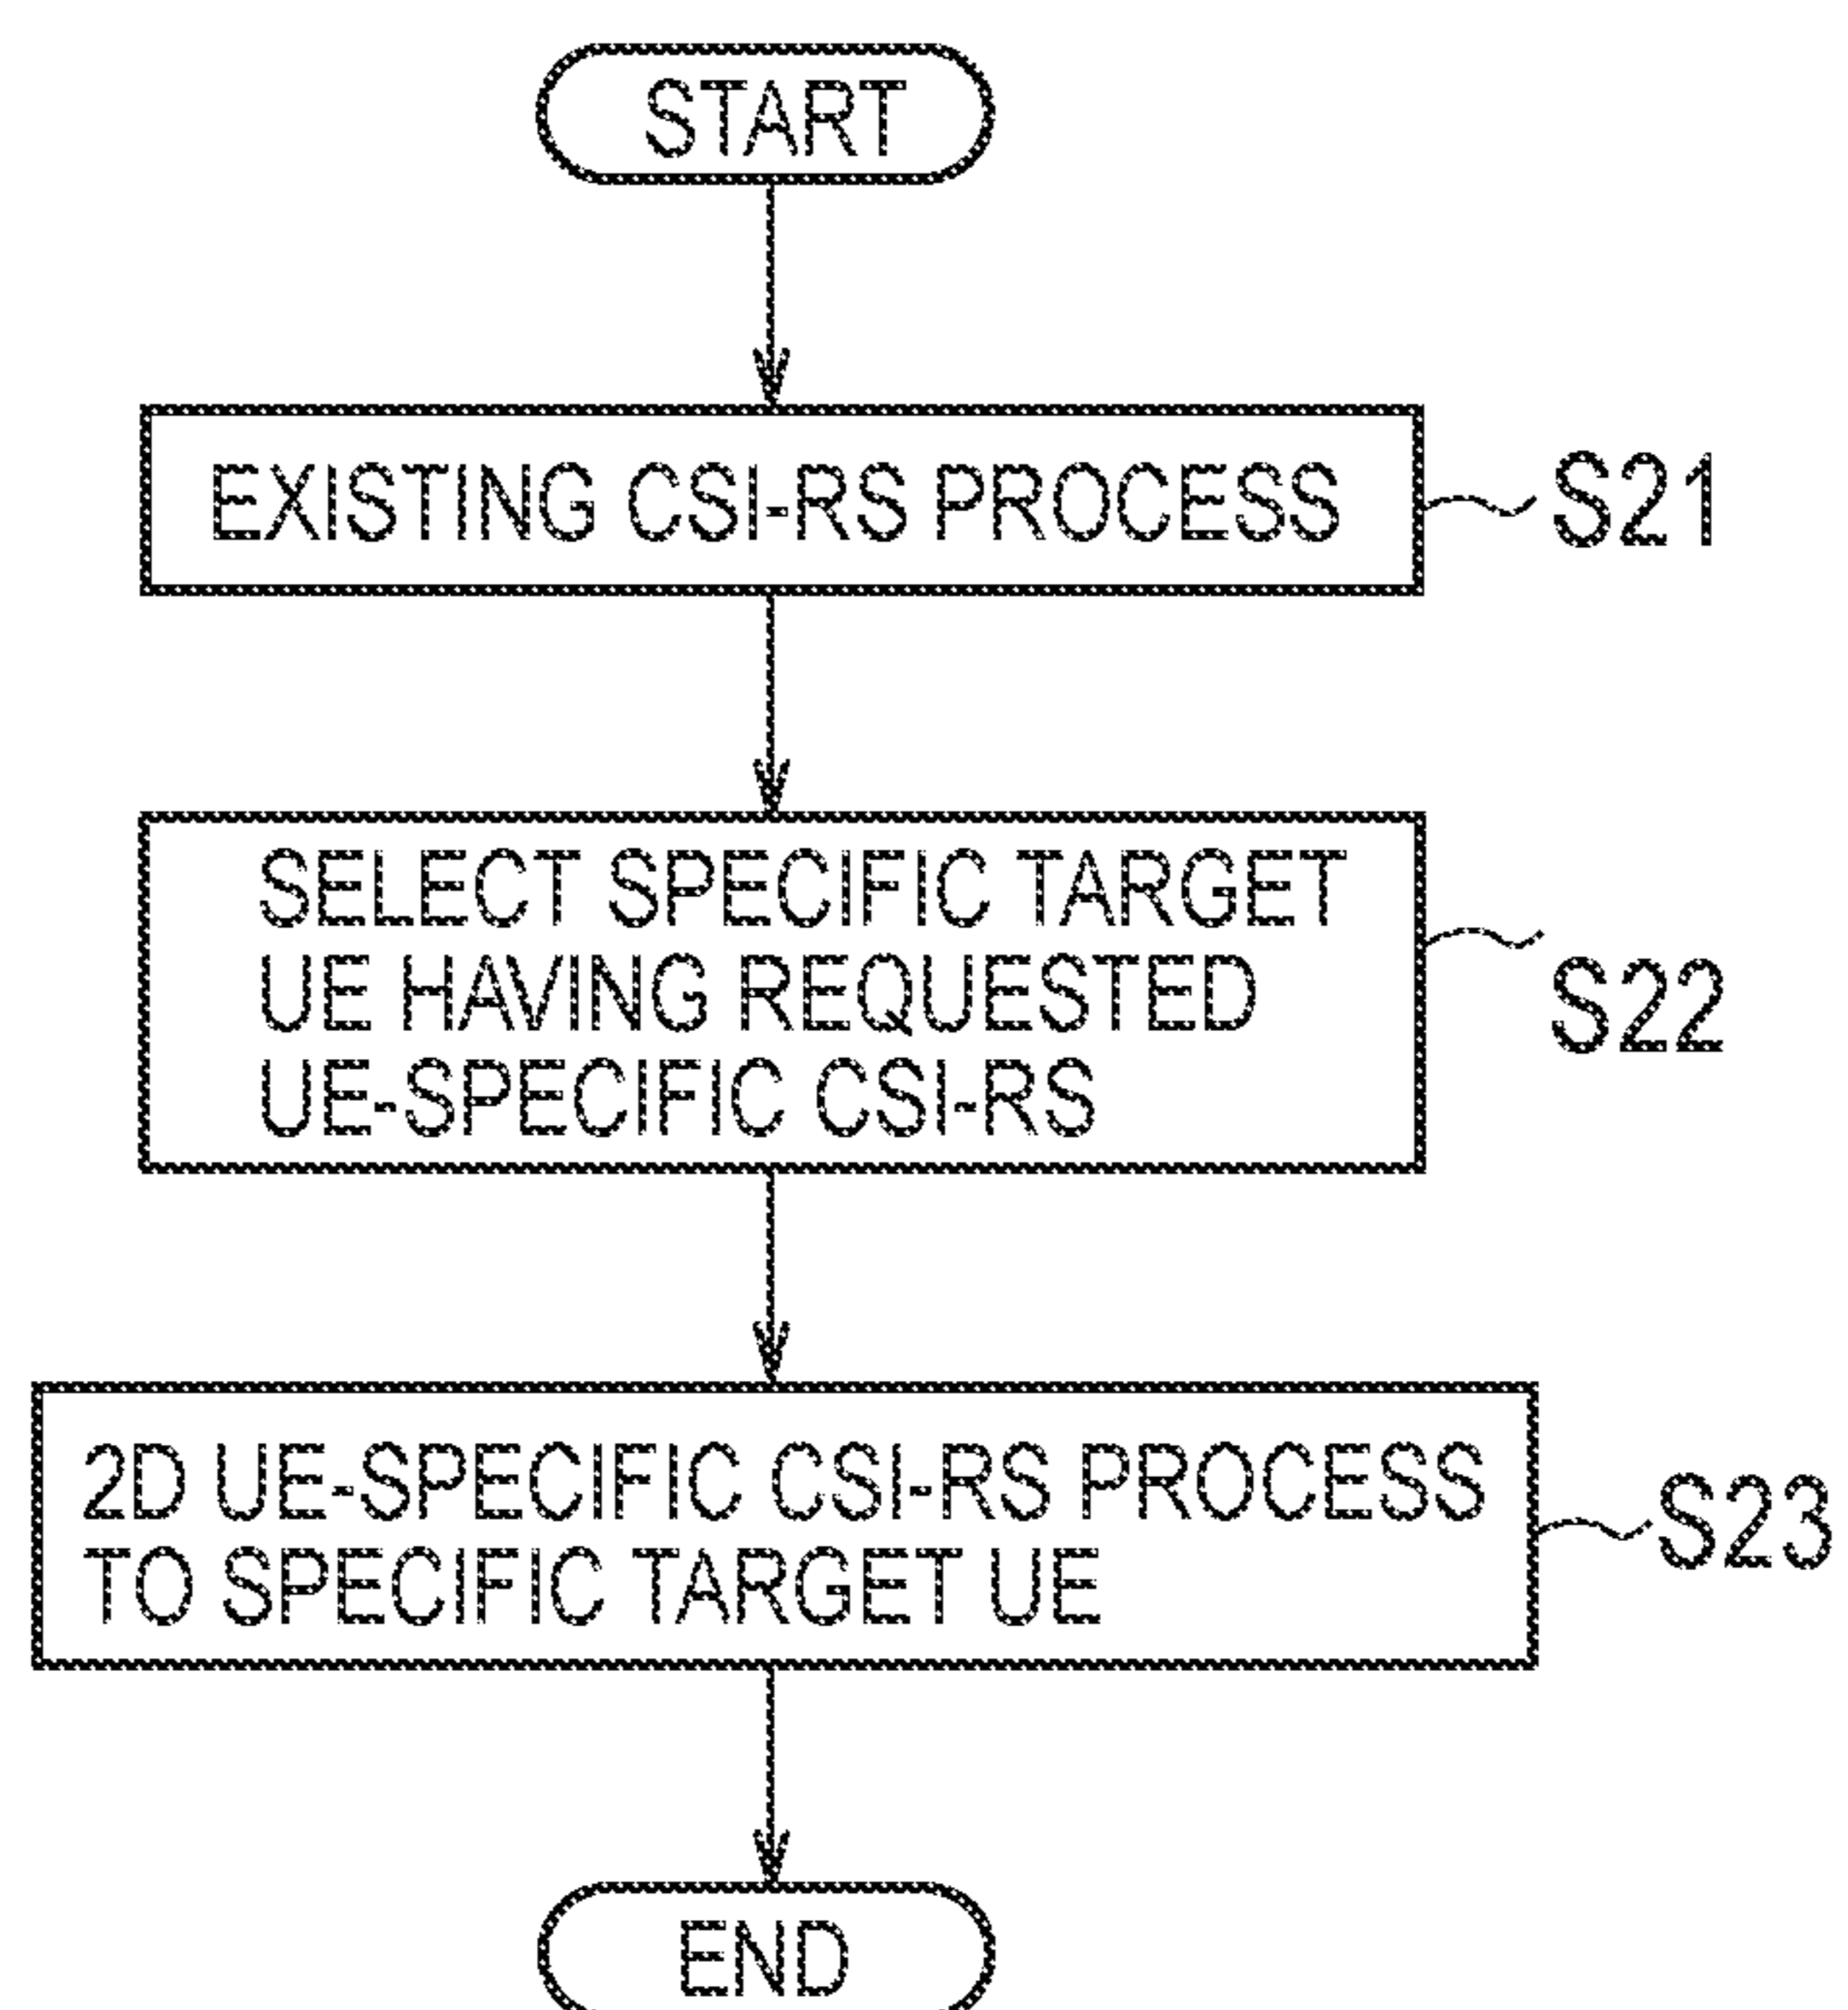 START
EXISTING CSI-RS PROCESS
S21
SELECT SPECIFIC TARGET
UE HAVING REQUESTED
UE-SPECIFIC CSI-RS
S22
2D UE-SPECIFIC CSI-RS PROCESS
TO SPECIFIC TARGET UE
S23
END